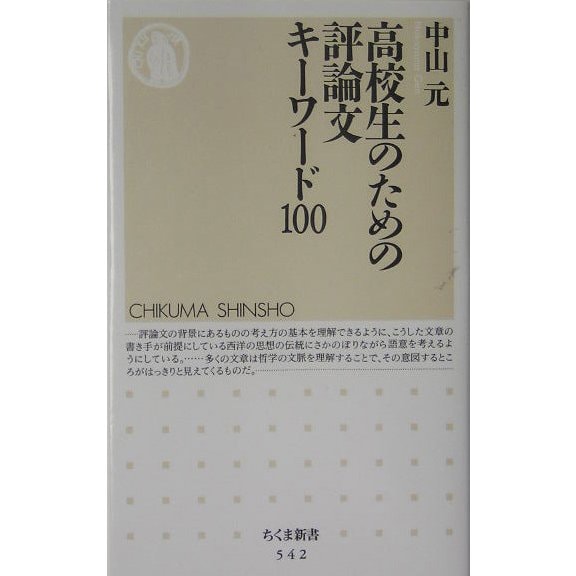 中山 元
高校生のための
評論文
キーワード
100
CHIKUMA SHINSHO
……評論文の背景にあるものの考え方の基本を理解できるように、こうした文章の
書き手が前提にしている西洋の思想の伝統にさかのぼりながら語意を考えるよう
にしている。……多くの文章は哲学の文脈を理解することで、その意図するとこ
ろがはっきりと見えてくるものだ。……
ちくま新書
542